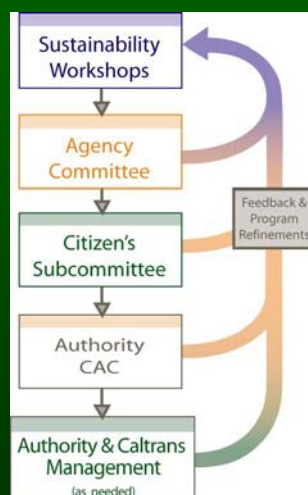 Sustainability
Workshops
Agency
Committee
Citizen's
Subcommittee
Feedback &
Program
Refinements
Authority
CAC
Authority & Caltrans
Management
(as needed)